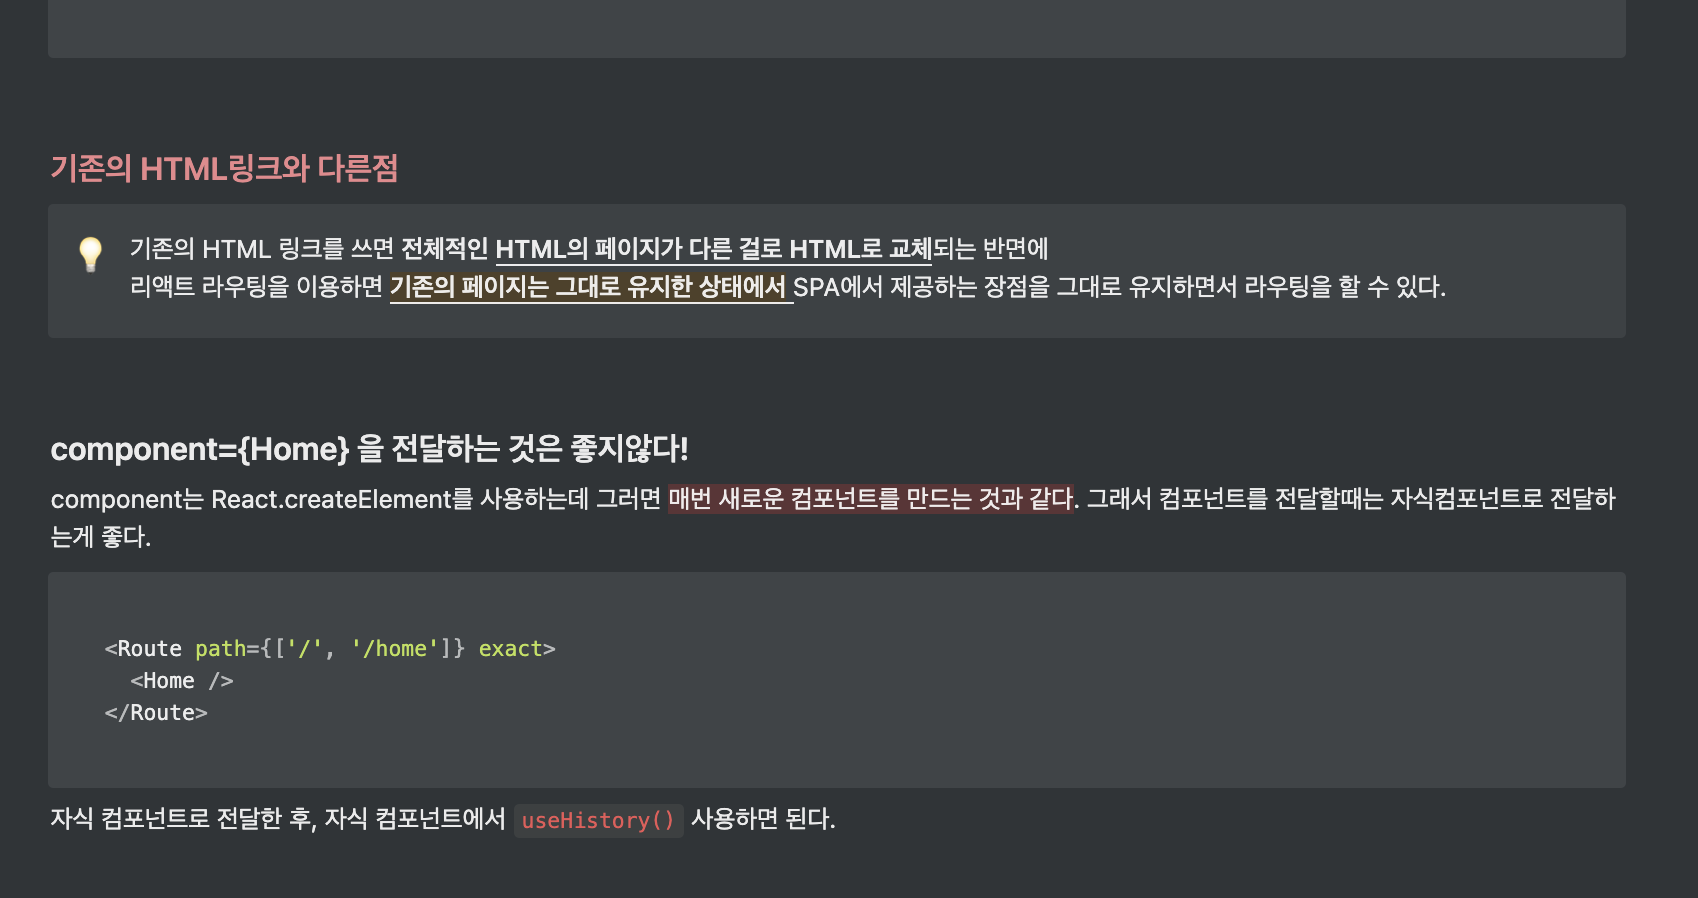 기존의 HTML링크와 다른점
기존의 HTML 링크를 쓰면 전체적인 HTML의 페이지가 다른 걸로 HTML로 교체되는 반면에
리액트 라우팅을 이용하면 기존의 페이지는 그대로 유지한 상태에서 SPA에서 제공하는 장점을 그대로 유지하면서 라우팅을 할 수 있다.
component={Home} 을 전달하는 것은 좋지않다!
component는 React.createElement를 사용하는데 그러면 매번 새로운 컴포넌트를 만드는 것과 같다. 그래서 컴포넌트를 전달할때는 자식컴포넌트로 전달하
는게 좋다.
<Route path={['/', '/home']} exact>
  <Home />
</Route>
자식 컴포넌트로 전달한 후, 자식 컴포넌트에서 useHistory() 사용하면 된다.